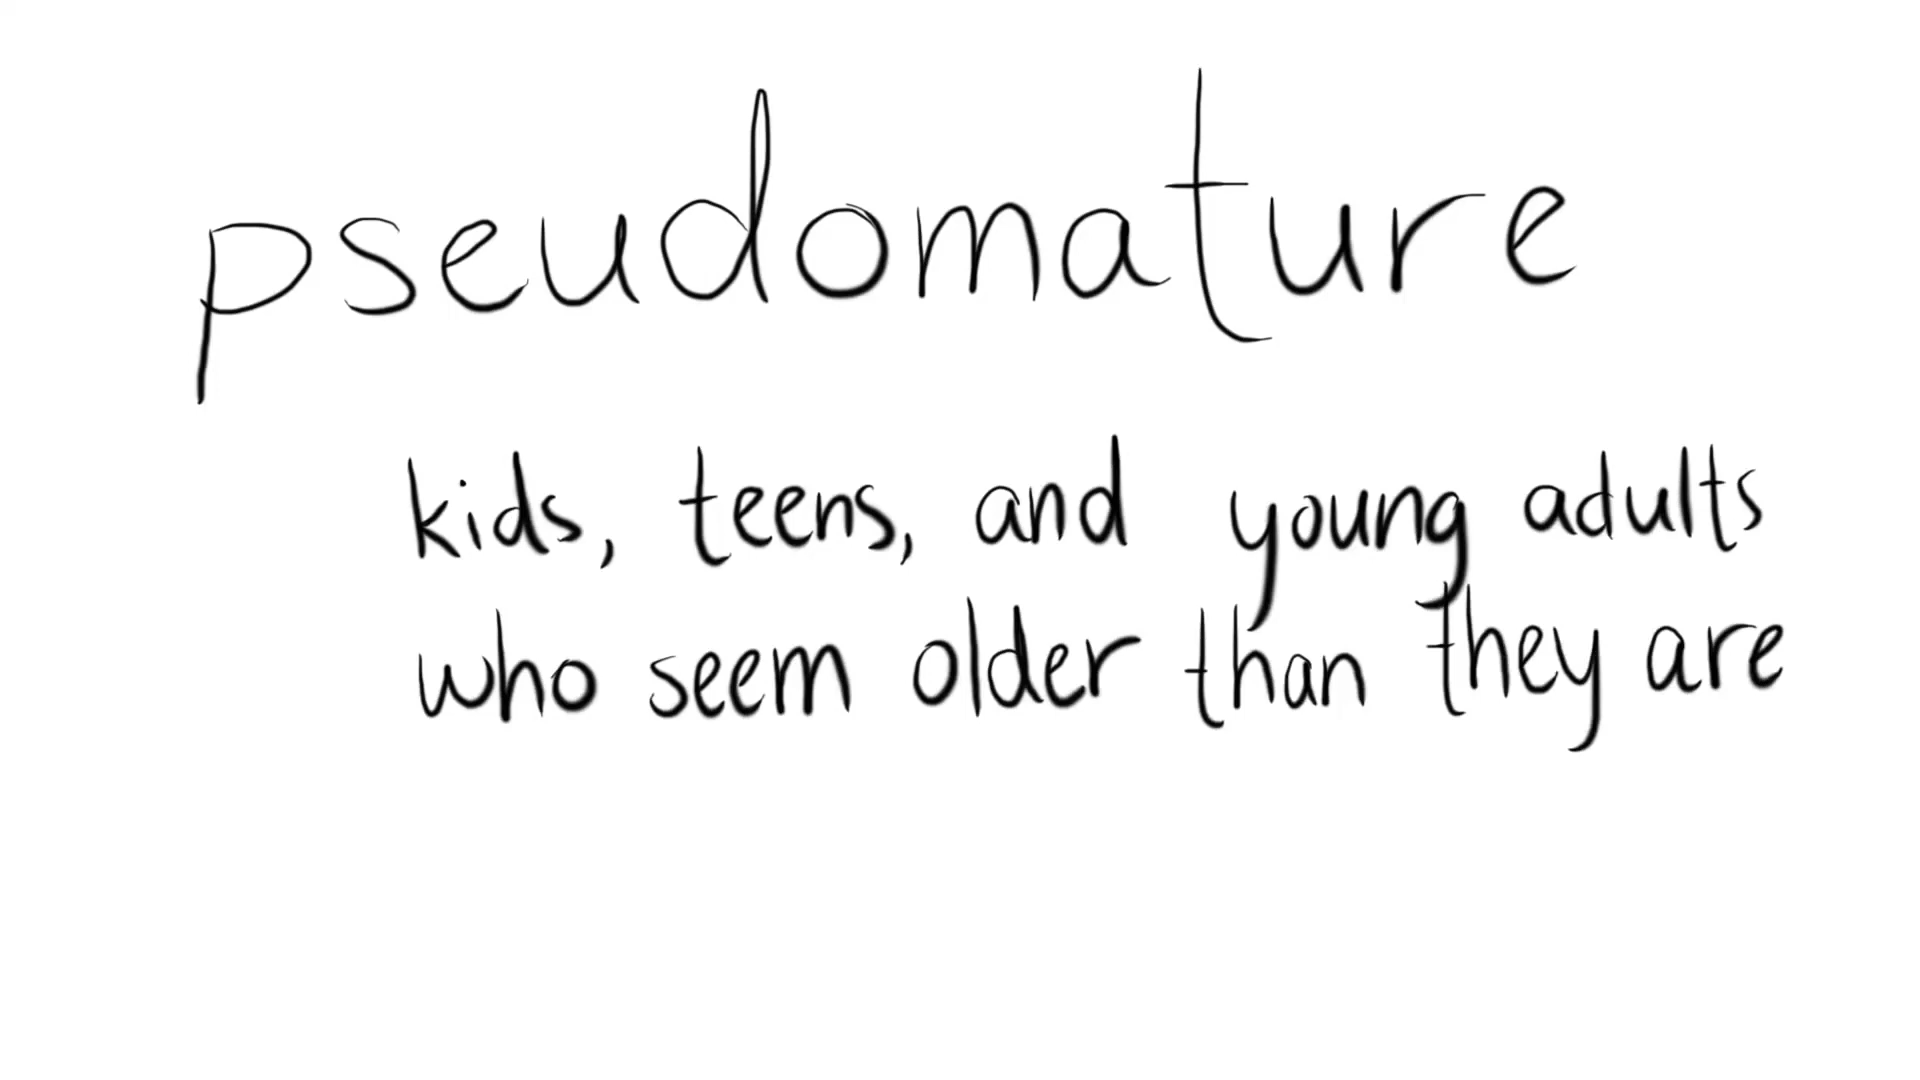 pseudomature
kids, teens, and young adults
who seem older than they are